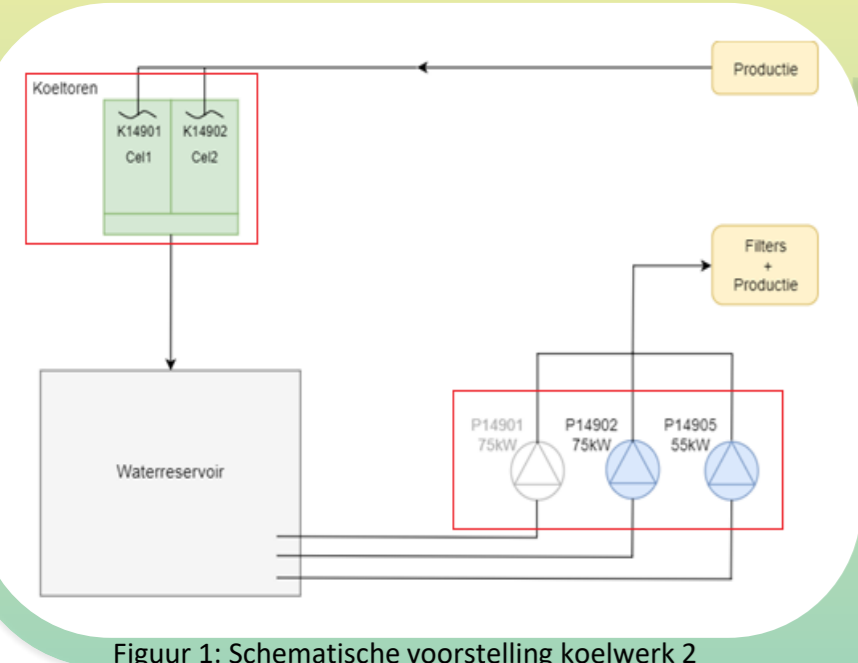 Productie
Koeltoren
K14901
Cel1
K14902
Cel2
Filters
+
Productie
P14901
75kW
P14902
75kW
P14905
55kW
Waterreservoir
Figuur 1: Schematische voorstelling koelwerk 2